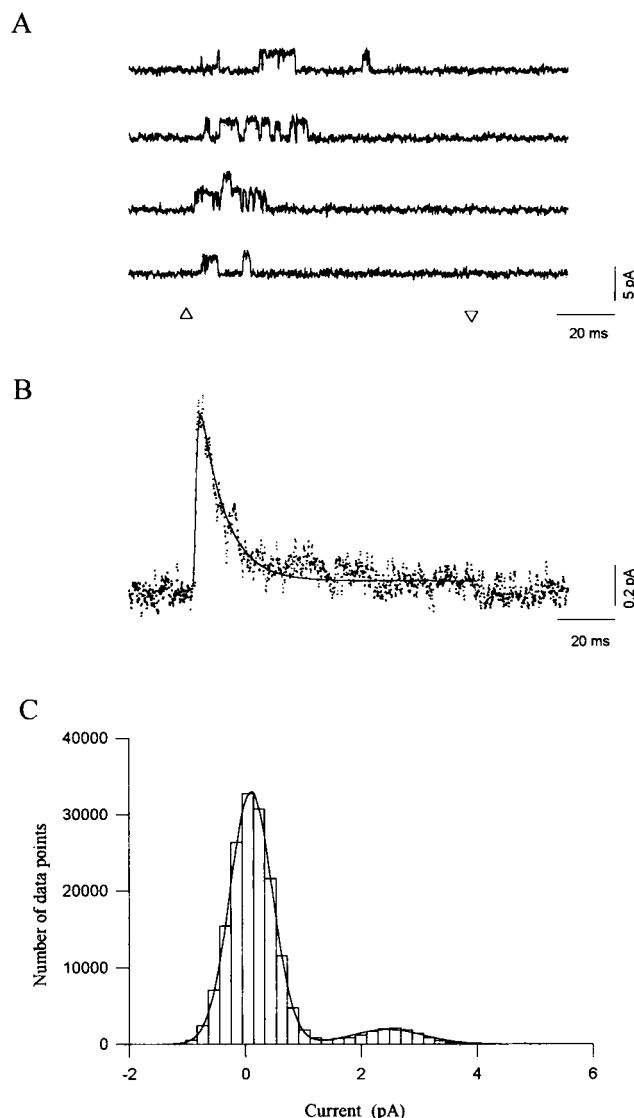 A
5 pA
20 ms
B
0.2 pA
20 ms
C
40000
30000
20000
10000
0
Number of data points
-2
0
2
4
6
Current (pA)